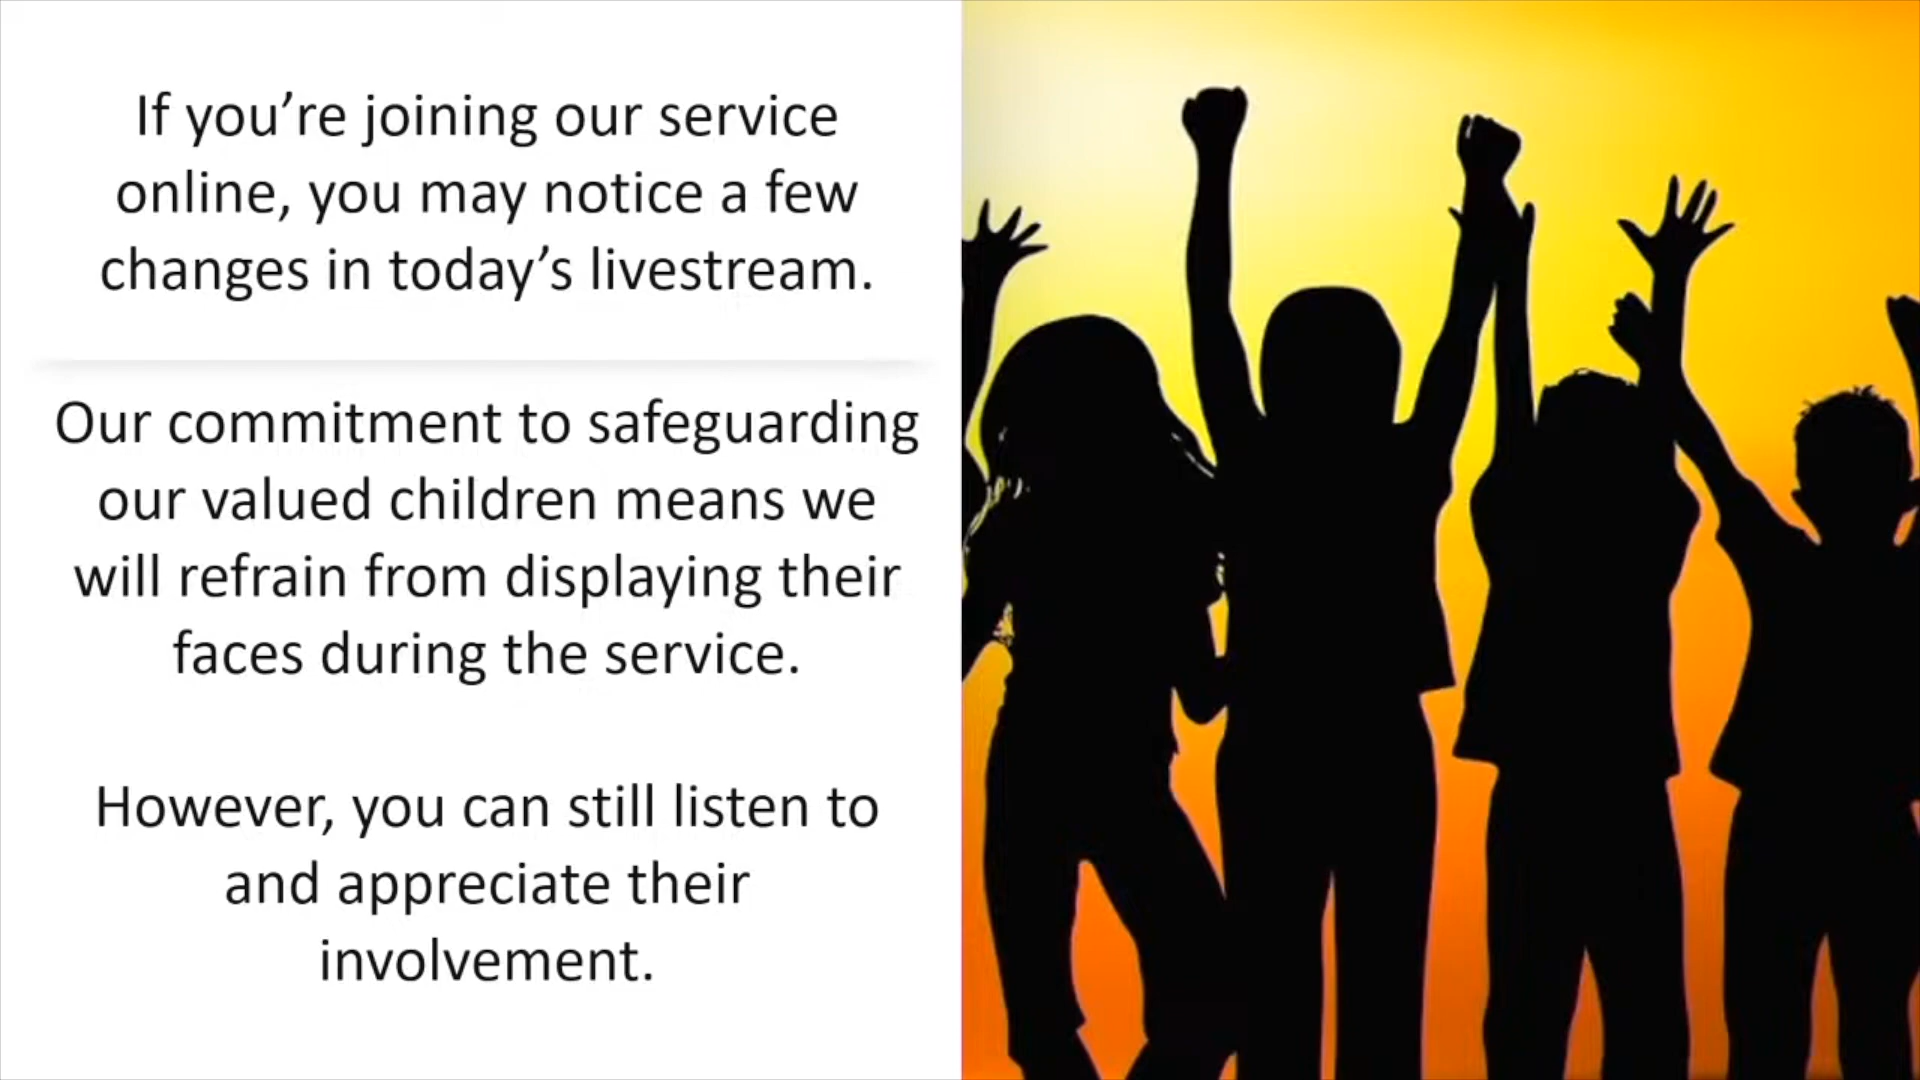 If you’re joining our service
online, you may notice a few
changes in today’s livestream.
Our commitment to safeguarding
our valued children means we
will refrain from displaying their
faces during the service.
However, you can still listen to
and appreciate their
involvement.